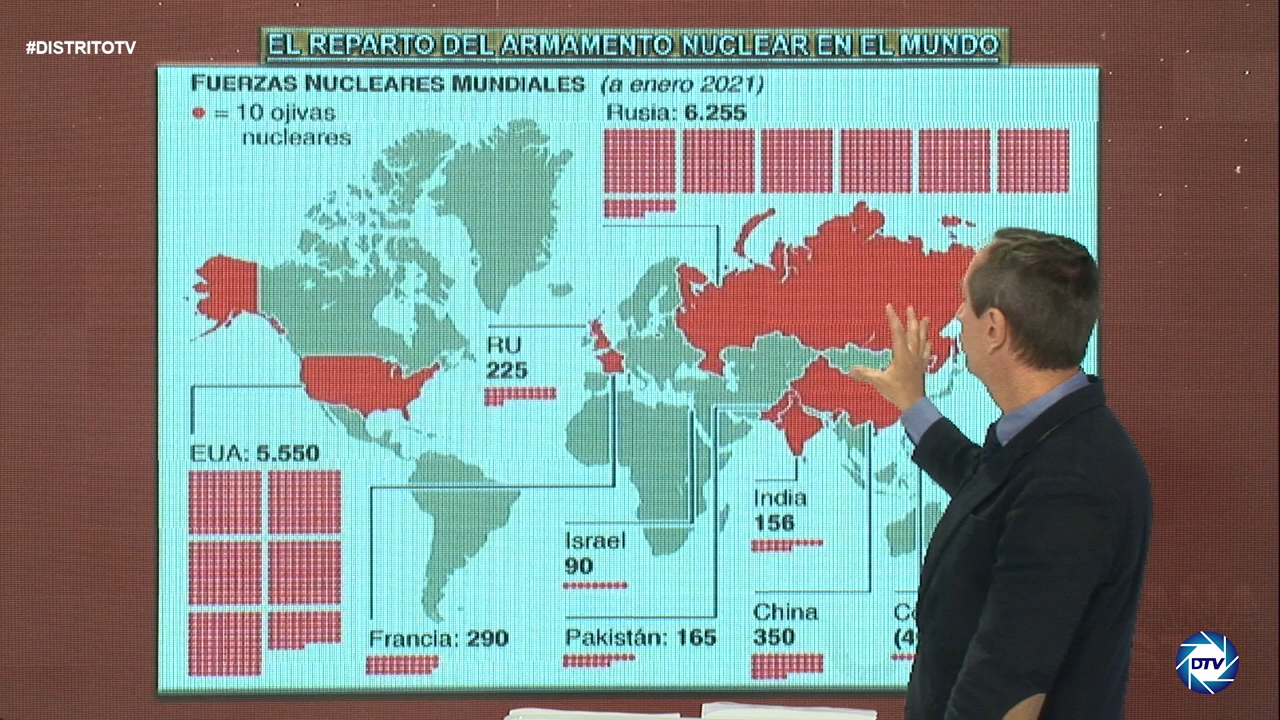 #DISTRITOTV
EL REPARTO DEL ARMAMENTO NUCLEAR EN EL MUNDO
FUERZAS NUCLEARES MUNDIALES (a enero 2021)
= 10 ojivas
nucleares
Rusia: 6.255
RU
225
EUA: 5.550
India
156
Israel
90
China
350
Francia: 290
Pakistán: 165
DTV